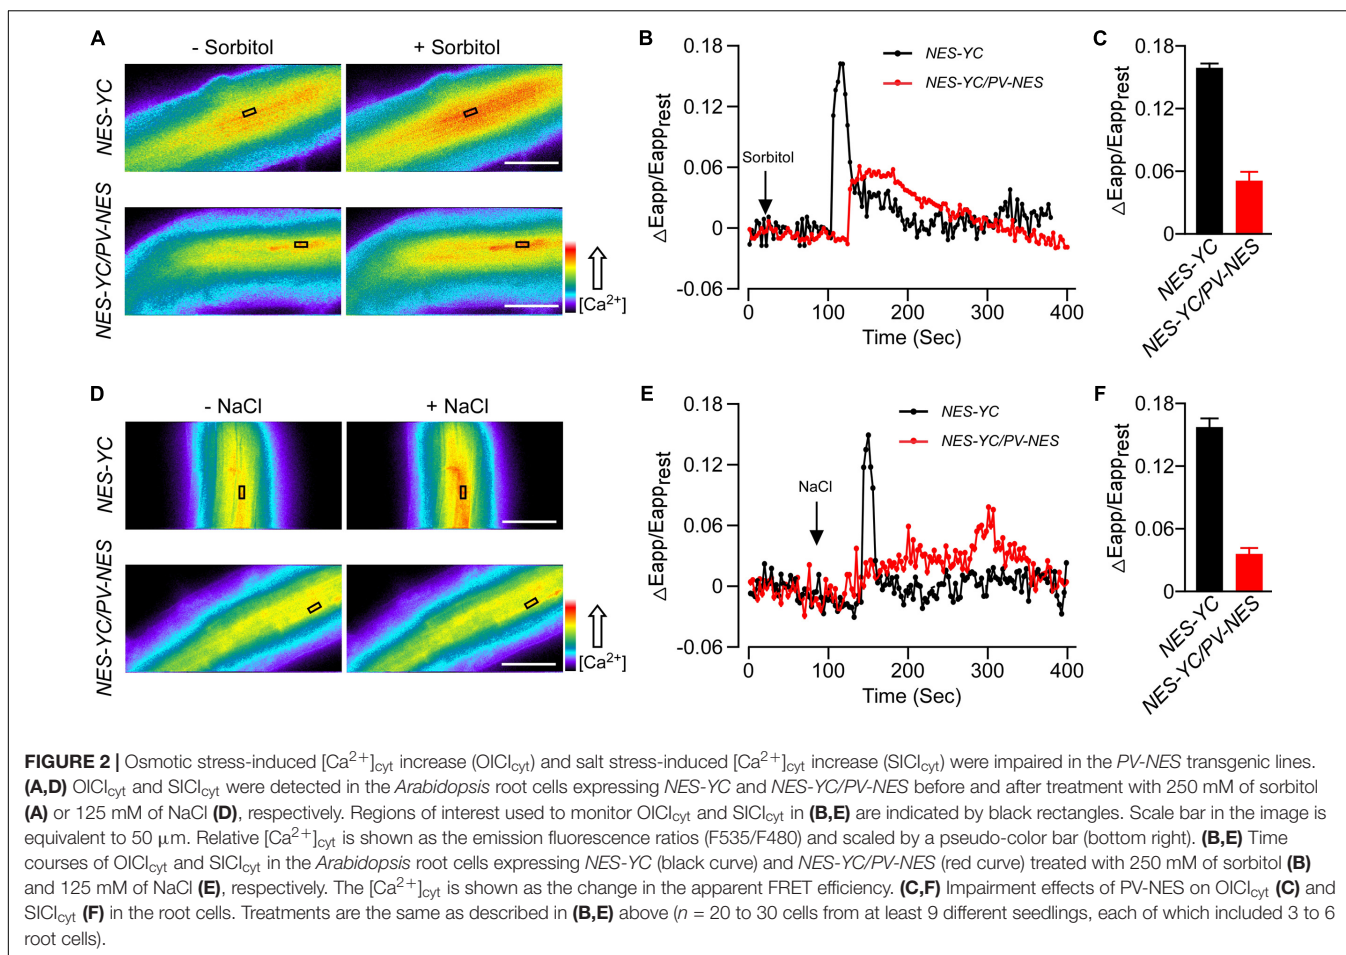 A
- Sorbitol
+ Sorbitol
NES-YC
NES-YC/PV-NES
[Ca2+]
B
0.18
0.12
0.06
0
-0.06
△Eapp/Eapprest
Sorbitol
NES-YC
NES-YC/PV-NES
0 100 200 300 400
Time (Sec)
C
0.18
0.12
0.06
0
△Eapp/Eapprest
NES-YC
NES-YC/PV-NES
D
- NaCl
+ NaCl
NES-YC
NES-YC/PV-NES
[Ca2+]
E
0.18
0.12
0.06
0
-0.06
△Eapp/Eapprest
NaCl
NES-YC
NES-YC/PV-NES
0 100 200 300 400
Time (Sec)
F
0.18
0.12
0.06
0
△Eapp/Eapprest
NES-YC
NES-YC/PV-NES
FIGURE 2 | Osmotic stress-induced [Ca2+]cyt increase (OICIcyt) and salt stress-induced [Ca2+]cyt increase (SICIcyt) were impaired in the PV-NES transgenic lines.
(A,D) OICIcyt and SICIcyt were detected in the Arabidopsis root cells expressing NES-YC and NES-YC/PV-NES before and after treatment with 250 mM of sorbitol
(A) or 125 mM of NaCl (D), respectively. Regions of interest used to monitor OICIcyt and SICIcyt in (B,E) are indicated by black rectangles. Scale bar in the image is
equivalent to 50 μm. Relative [Ca2+]cyt is shown as the emission fluorescence ratios (F535/F480) and scaled by a pseudo-color bar (bottom right). (B,E) Time
courses of OICIcyt and SICIcyt in the Arabidopsis root cells expressing NES-YC (black curve) and NES-YC/PV-NES (red curve) treated with 250 mM of sorbitol (B)
and 125 mM of NaCl (E), respectively. The [Ca2+]cyt is shown as the change in the apparent FRET efficiency. (C,F) Impairment effects of PV-NES on OICIcyt (C) and
SICIcyt (F) in the root cells. Treatments are the same as described in (B,E) above (n = 20 to 30 cells from at least 9 different seedlings, each of which included 3 to 6
root cells).